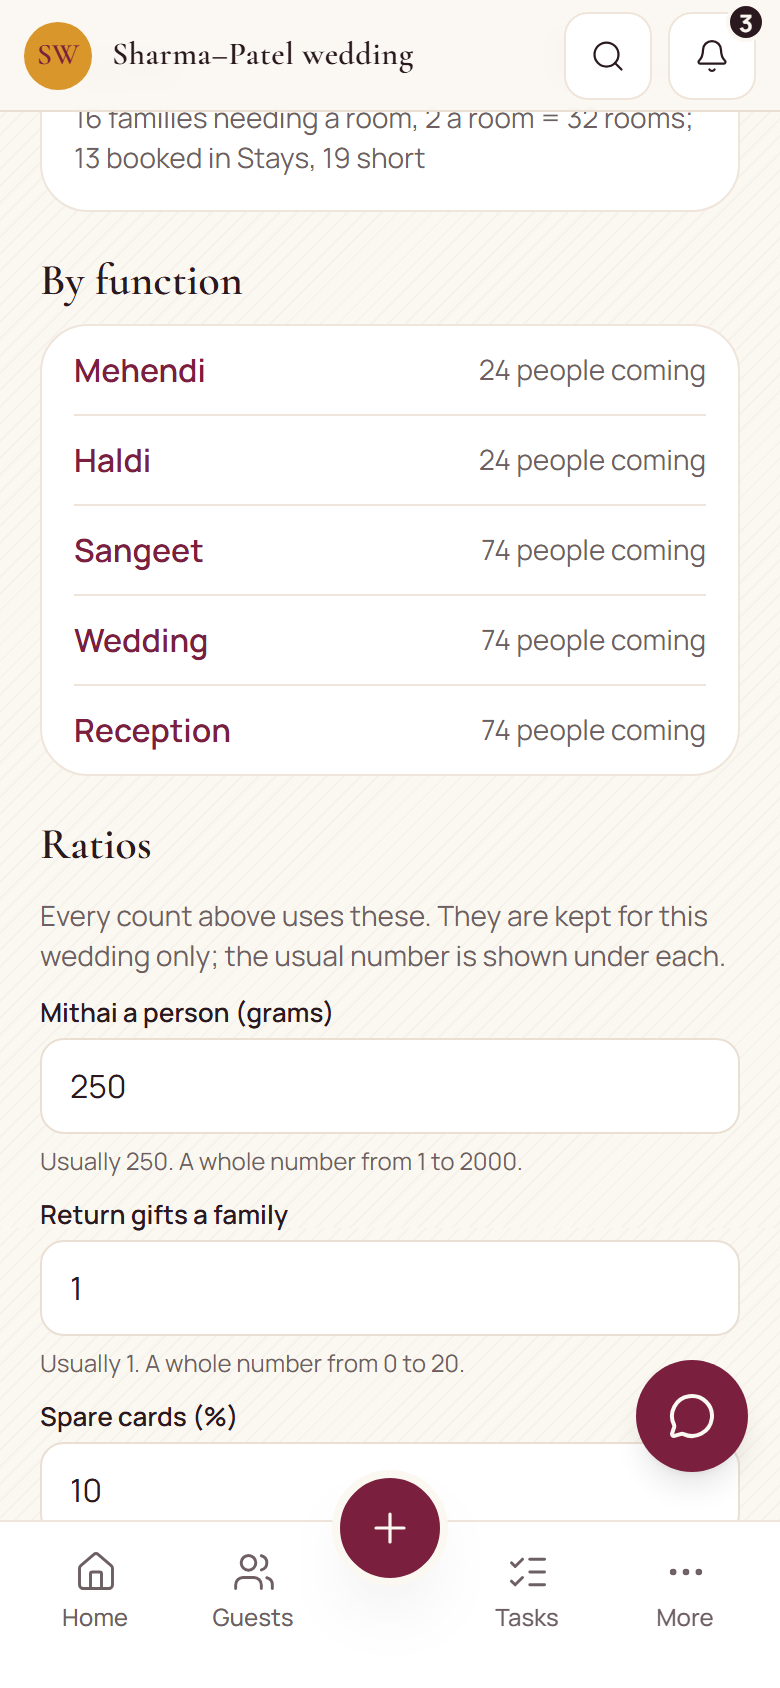 SW
Sharma–Patel wedding
3
16 families needing a room, 2 a room = 32 rooms;
13 booked in Stays, 19 short
By function
Mehendi 24 people coming
Haldi 24 people coming
Sangeet 74 people coming
Wedding 74 people coming
Reception 74 people coming
Ratios
Every count above uses these. They are kept for this
wedding only; the usual number is shown under each.
Mithai a person (grams)
250
Usually 250. A whole number from 1 to 2000.
Return gifts a family
1
Usually 1. A whole number from 0 to 20.
Spare cards (%)
10
Home Guests Tasks More